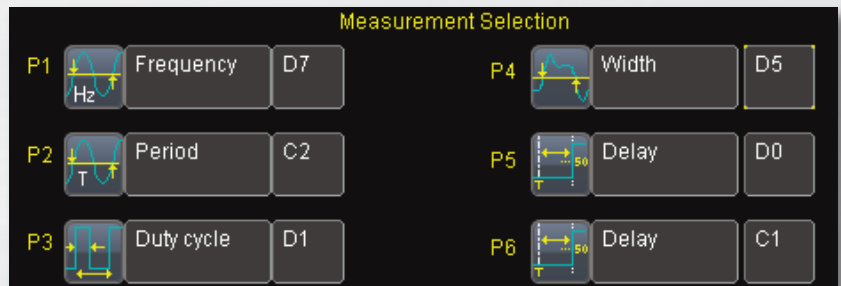 Measurement Selection
P1 Hz Frequency D7
P4 Width D5
P2 T Period C2
P5 T 50 Delay D0
P3 Duty cycle D1
P6 T 50 Delay C1